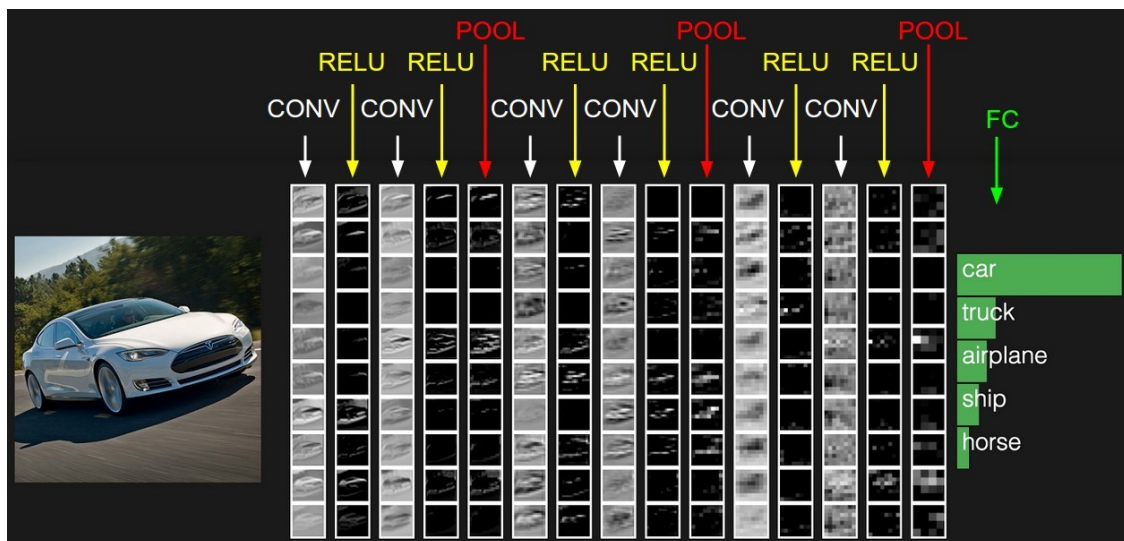 POOL POOL POOL
RELU RELU RELU RELU RELU RELU
CONV CONV CONV CONV CONV CONV
FC
car
truck
airplane
ship
horse